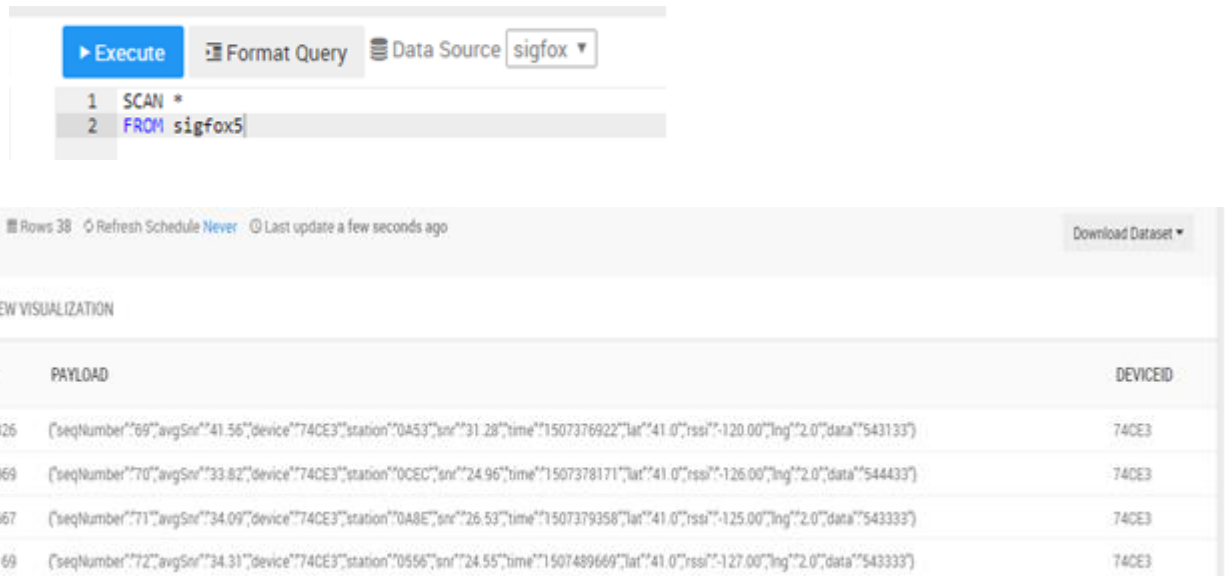 Execute Format Query Data Source sigfox
1 SCAN *
2 FROM sigfox5
Rows 38 Refresh Schedule Never Last update a few seconds ago Download Dataset
EW VISUALIZATION
PAYLOAD DEVICEID
326 {"seqNumber":"69","avgSnr":"41.56","device":"74CE3","station":"0A53","snr":"31.28","time":"1507376922","lat":"41.0","rssi":"-120.00","lng":"2.0","data":"543133"} 74CE3
969 {"seqNumber":"70","avgSnr":"33.82","device":"74CE3","station":"0CEC","snr":"24.96","time":"1507378171","lat":"41.0","rssi":"-126.00","lng":"2.0","data":"544433"} 74CE3
667 {"seqNumber":"71","avgSnr":"34.09","device":"74CE3","station":"0A8E","snr":"26.53","time":"1507379358","lat":"41.0","rssi":"-125.00","lng":"2.0","data":"543333"} 74CE3
69 {"seqNumber":"72","avgSnr":"34.31","device":"74CE3","station":"0556","snr":"24.55","time":"1507489669","lat":"41.0","rssi":"-127.00","lng":"2.0","data":"543333"} 74CE3